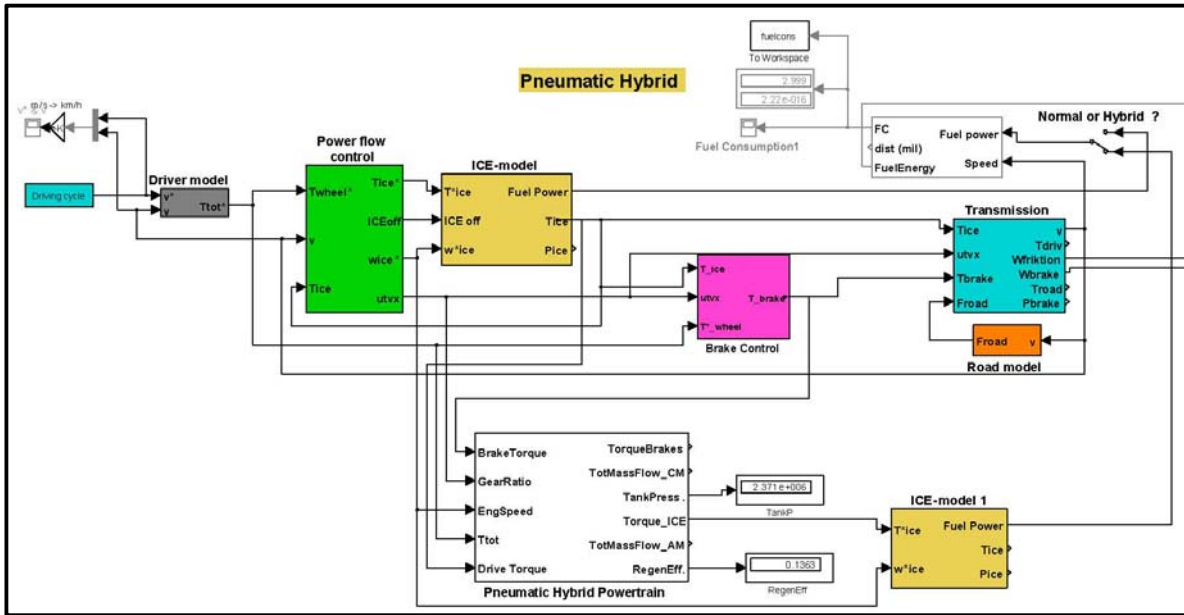 fuelcons
To Workspace
Pneumatic Hybrid
2.999
2.22e-016
m/s -> km/h
Normal or Hybrid ?
FC
dist (mil)
FuelEnergy
Fuel power
Speed
Fuel Consumption1
Power flow
control
ICE-model
Driver model
Driving cycle
v*
v
Ttot*
Twheel*
v
Tice
Tice*
ICEoff
wice*
utvx
T*ice
ICE off
w*ice
Fuel Power
Tice
Pice
Transmission
Tice
utvx
Tbrake
Froad
v
Tdriv
Wfriktion
Wbrake
Troad
Pbrake
T_ice
utvx
T*_wheel
T_brake
Brake Control
Froad
v
Road model
BrakeTorque
GearRatio
EngSpeed
Ttot
Drive Torque
TorqueBrakes
TotMassFlow_CM
TankPress.
Torque_ICE
TotMassFlow_AM
RegenEff.
Pneumatic Hybrid Powertrain
2.371e+006
TankP
0.1363
RegenEff
ICE-model 1
T*ice
w*ice
Fuel Power
Tice
Pice